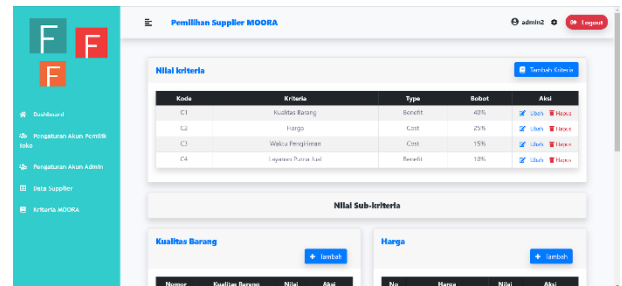 F F
F
Pemilihan Supplier MOORA
admin2
Logout
Dashboard
Pengaturan Akun Pemilik toko
Pengaturan Akun Admin
Data Supplier
Kriteria MOORA
Nilai kriteria
Tambah Kriteria
Kode Kriteria Type Bobot Aksi
C1 Kualitas Barang Benefit 40% Ubah Hapus
C2 Harga Cost 25% Ubah Hapus
C3 Waktu Pengiriman Cost 15% Ubah Hapus
C4 Layanan Purna Jual Benefit Ubah Hapus
Nilai Sub-kriteria
Kualitas Barang
Tambah
Nomor Kualitas Barang Nilai Aksi
Harga
Tambah
No Harga Nilai Aksi